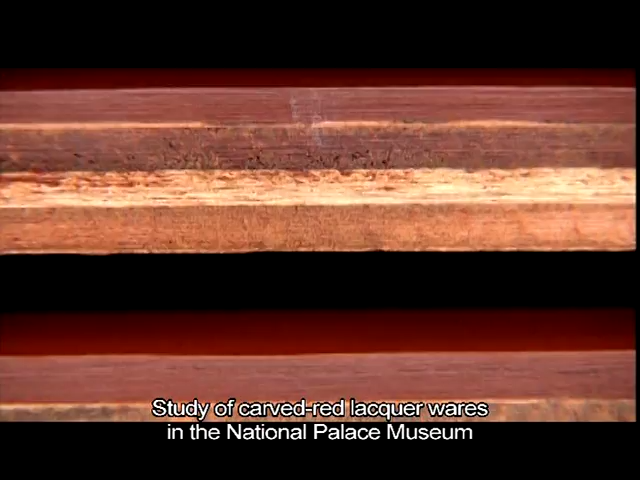 Study of carved-red lacquer wares
in the National Palace Museum